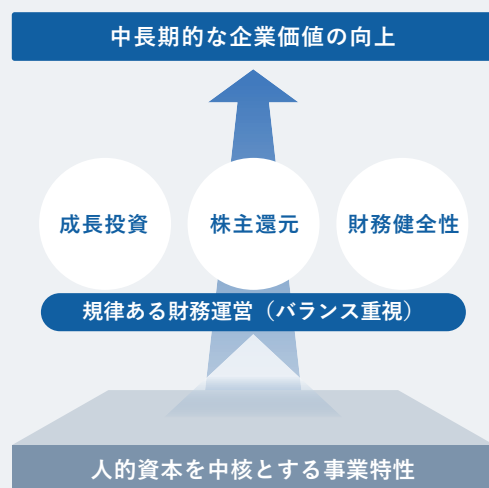 中長期的な企業価値の向上
成長投資
株主還元
財務健全性
規律ある財務運営（バランス重視）
人的資本を中核とする事業特性